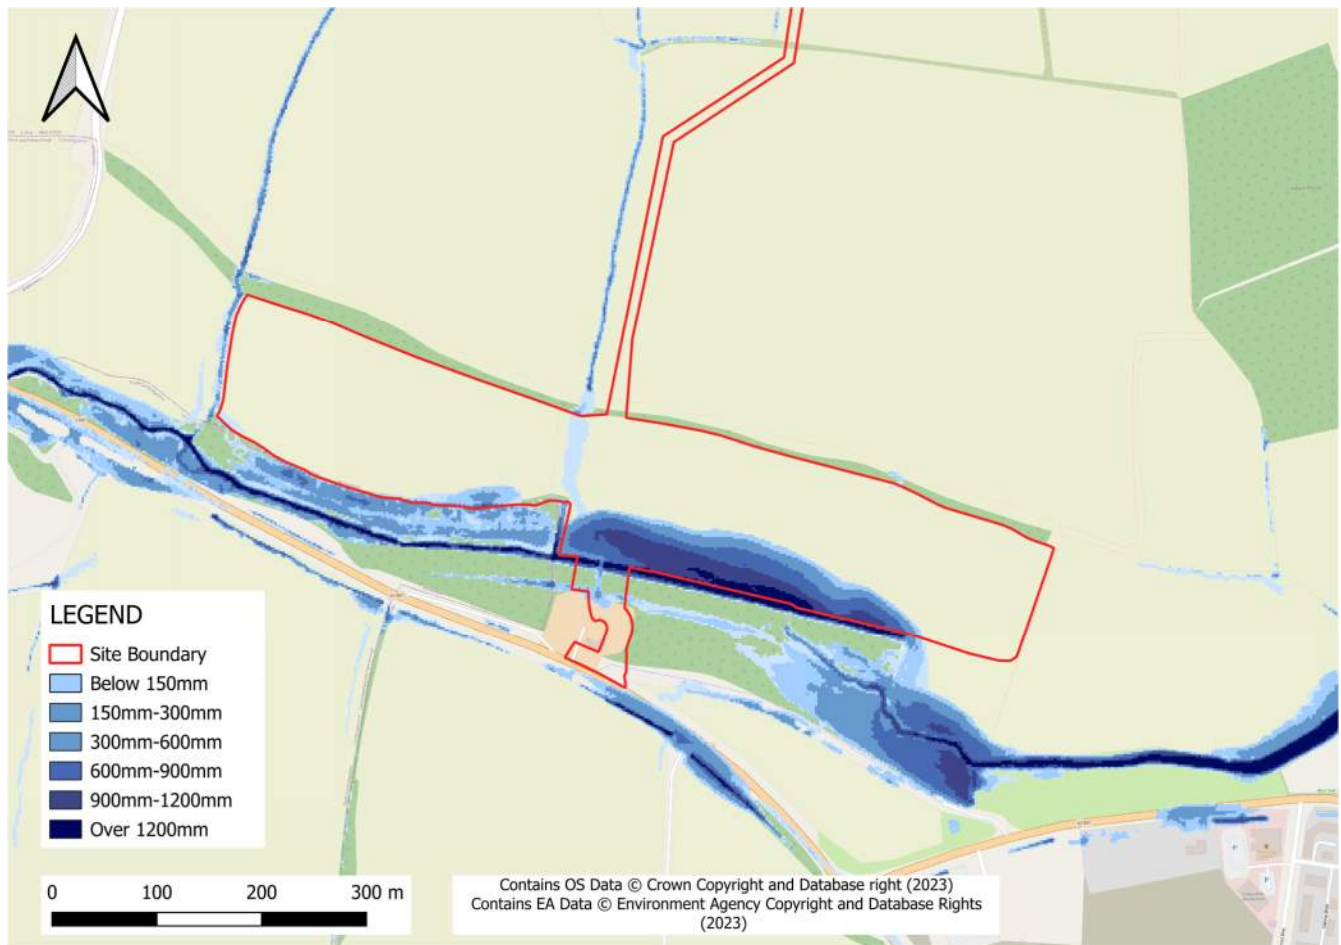 LEGEND
Site Boundary
Below 150mm
150mm-300mm
300mm-600mm
600mm-900mm
900mm-1200mm
Over 1200mm
0 100 200 300 m
Contains OS Data © Crown Copyright and Database right (2023)
Contains EA Data © Environment Agency Copyright and Database Rights
(2023)
P
P